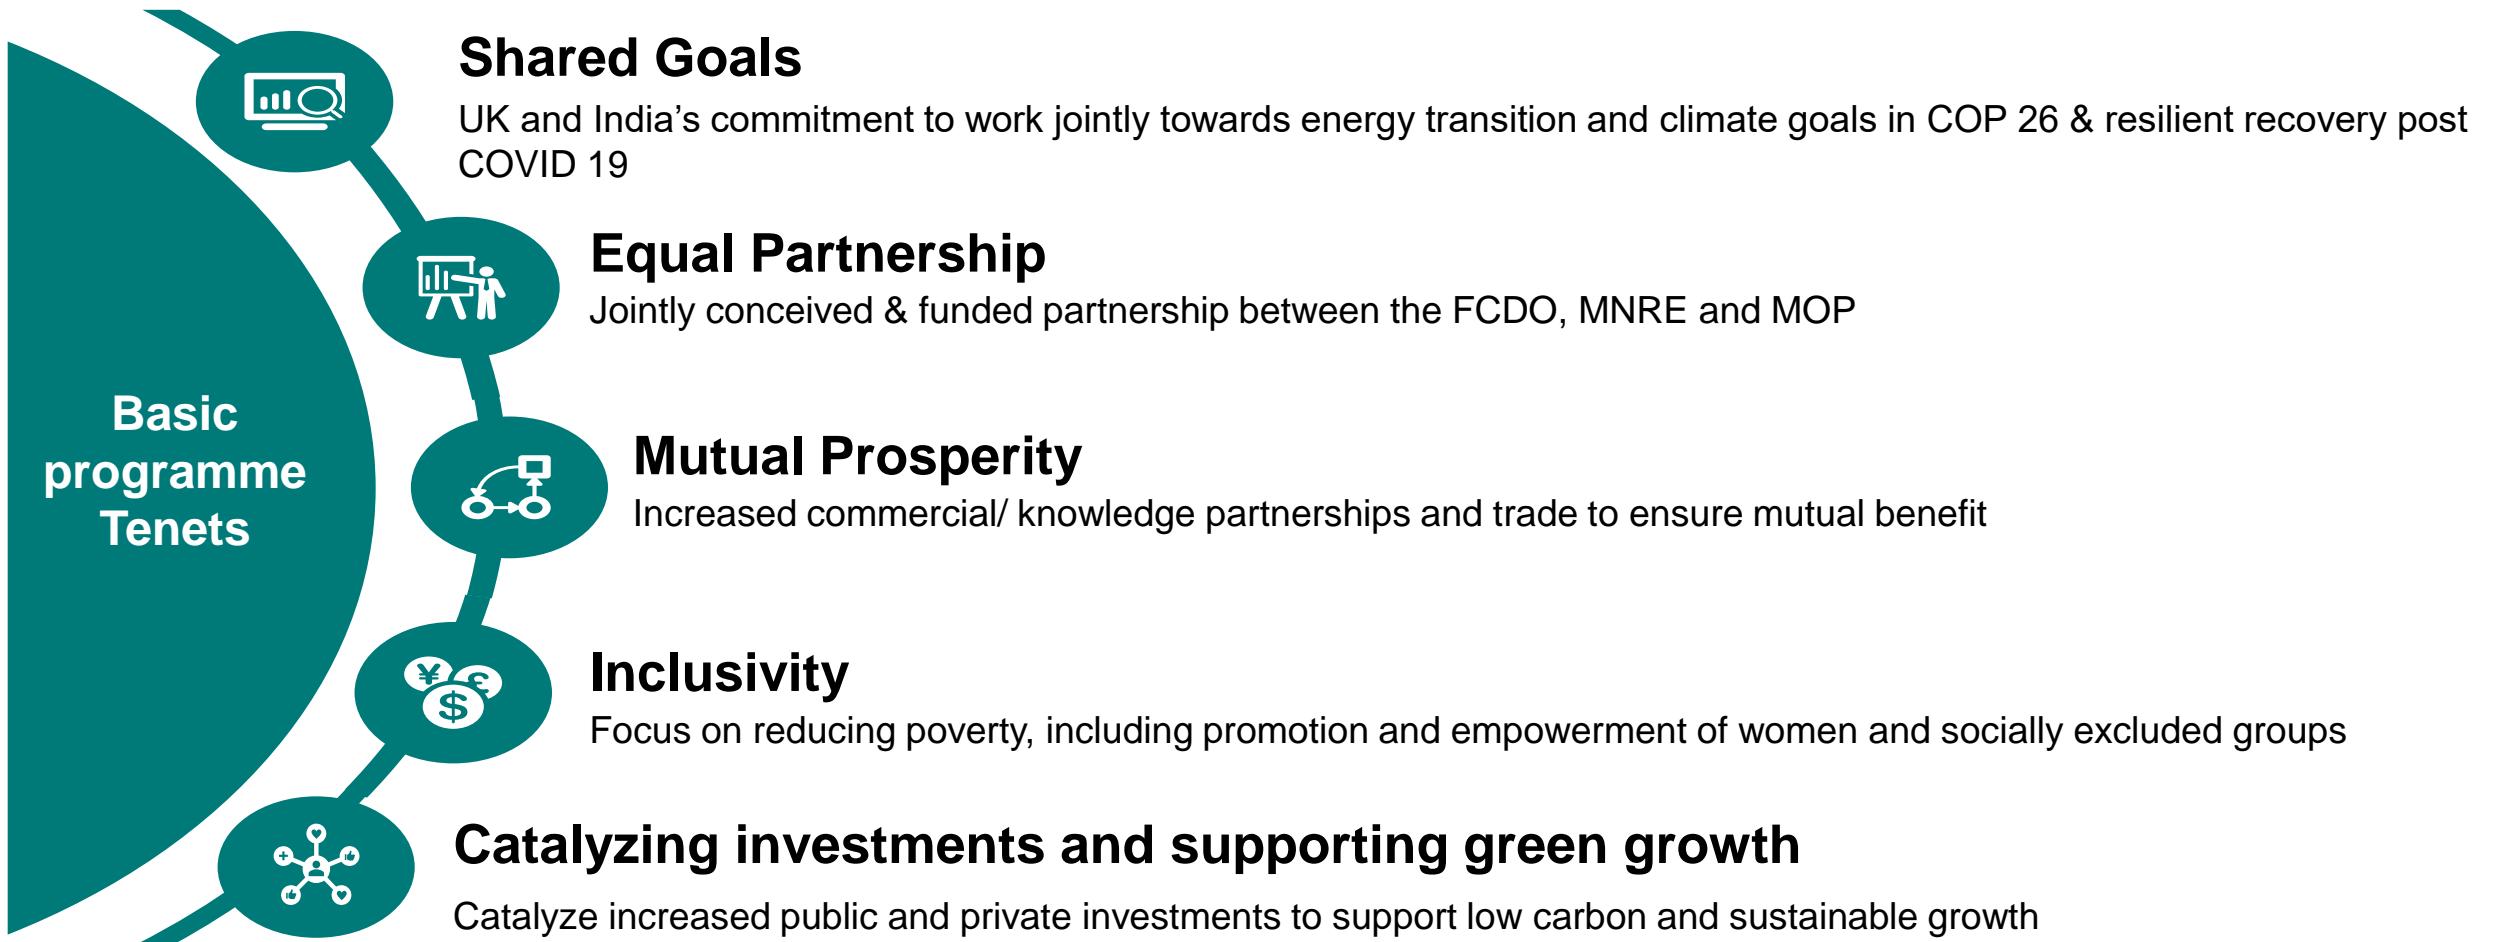 Basic
programme
Tenets
Shared Goals
UK and India’s commitment to work jointly towards energy transition and climate goals in COP 26 & resilient recovery post
COVID 19
Equal Partnership
Jointly conceived & funded partnership between the FCDO, MNRE and MOP
Mutual Prosperity
Increased commercial/ knowledge partnerships and trade to ensure mutual benefit
¥ € $
Inclusivity
Focus on reducing poverty, including promotion and empowerment of women and socially excluded groups
Catalyzing investments and supporting green growth
Catalyze increased public and private investments to support low carbon and sustainable growth